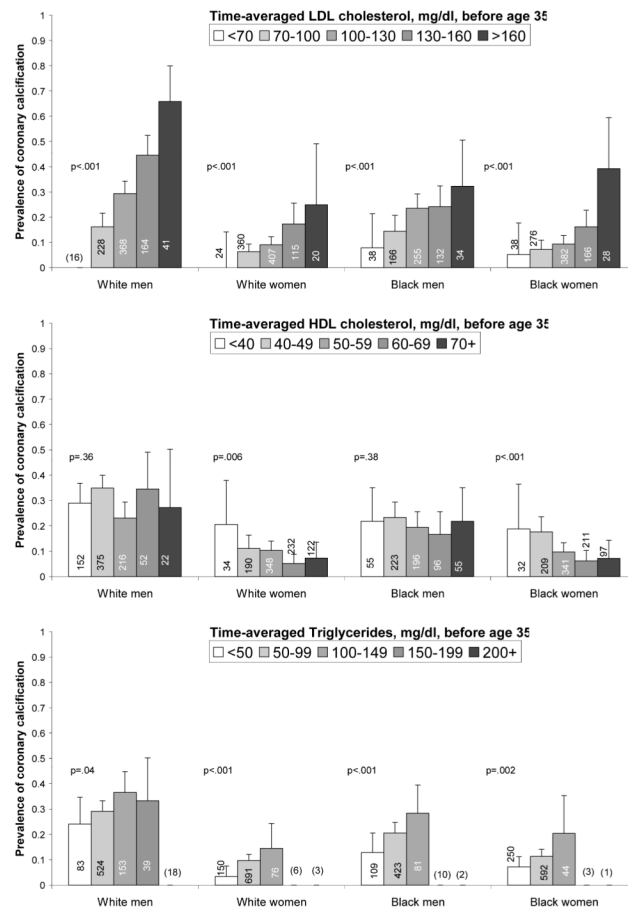 Time-averaged LDL cholesterol, mg/dl, before age 35
<70 70-100 100-130 130-160 >160
Prevalence of coronary calcification
1
0.9
0.8
0.7
0.6
0.5
0.4
0.3
0.2
0.1
0
p<.001 p<.001 p<.001 p<.001
(16) 228 368 164 41
24 360 407 115 20
38 166 255 132 34
38 276 382 166 28
White men White women Black men Black women
Time-averaged HDL cholesterol, mg/dl, before age 35
<40 40-49 50-59 60-69 70+
Prevalence of coronary calcification
1
0.9
0.8
0.7
0.6
0.5
0.4
0.3
0.2
0.1
0
p=.36 p=.006 p=.38 p<.001
152 375 216 52 22
34 190 348 232 122
55 223 196 96 55
32 209 341 211 97
White men White women Black men Black women
Time-averaged Triglycerides, mg/dl, before age 35
<50 50-99 100-149 150-199 200+
Prevalence of coronary calcification
1
0.9
0.8
0.7
0.6
0.5
0.4
0.3
0.2
0.1
0
p=.04 p<.001 p<.001 p=.002
83 524 153 39 (18)
150 691 76 (6) (3)
109 423 81 (10) (2)
250 592 44 (3) (1)
White men White women Black men Black women